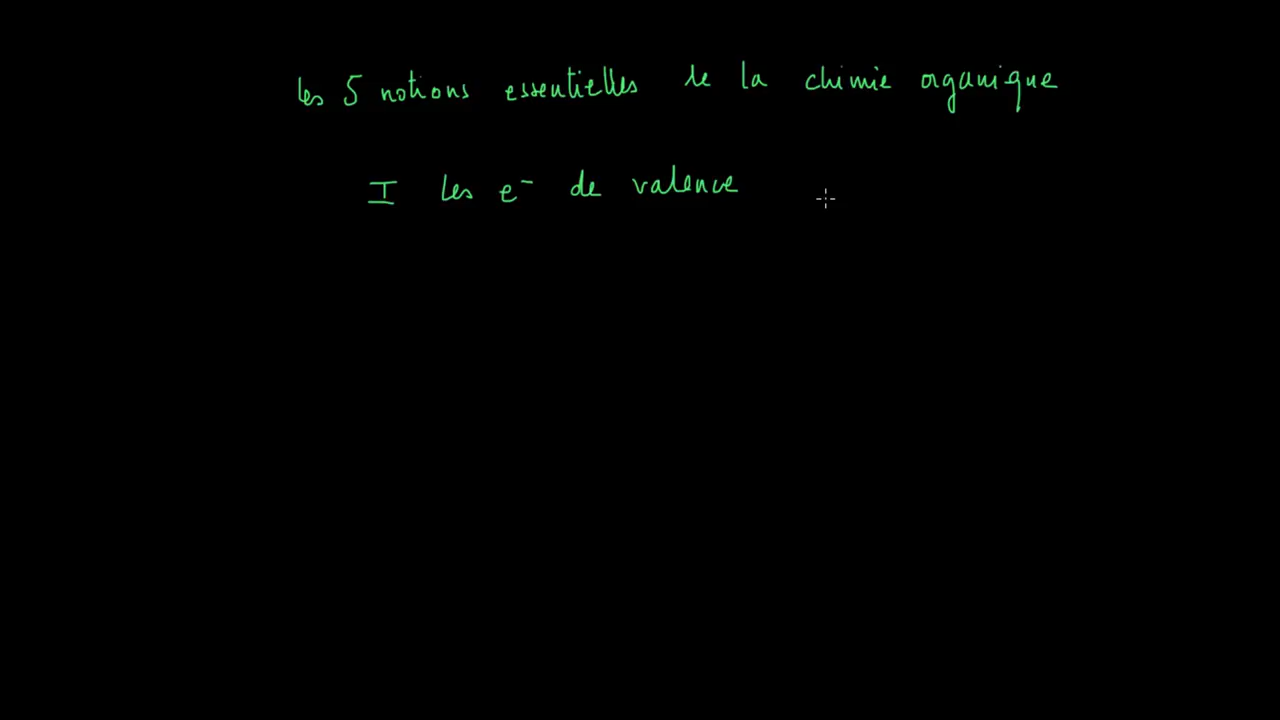 les 5 notions essentielles de la chimie organique
I les e⁻ de valence